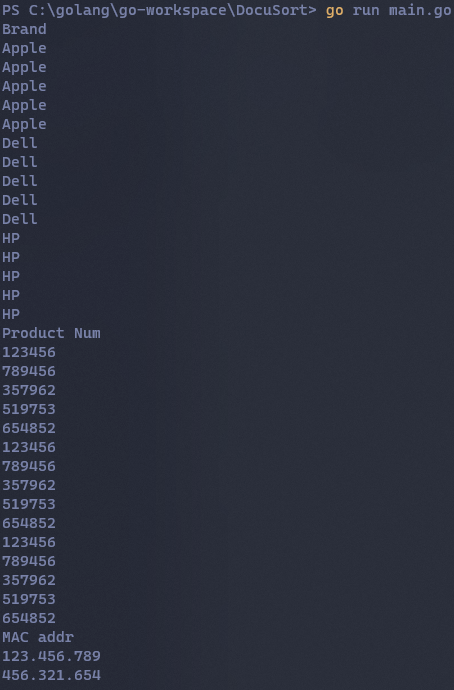 PS C:\golang\go-workspace\DocuSort> go run main.go
Brand
Apple
Apple
Apple
Apple
Apple
Dell
Dell
Dell
Dell
Dell
HP
HP
HP
HP
HP
Product Num
123456
789456
357962
519753
654852
123456
789456
357962
519753
654852
123456
789456
357962
519753
654852
MAC addr
123.456.789
456.321.654